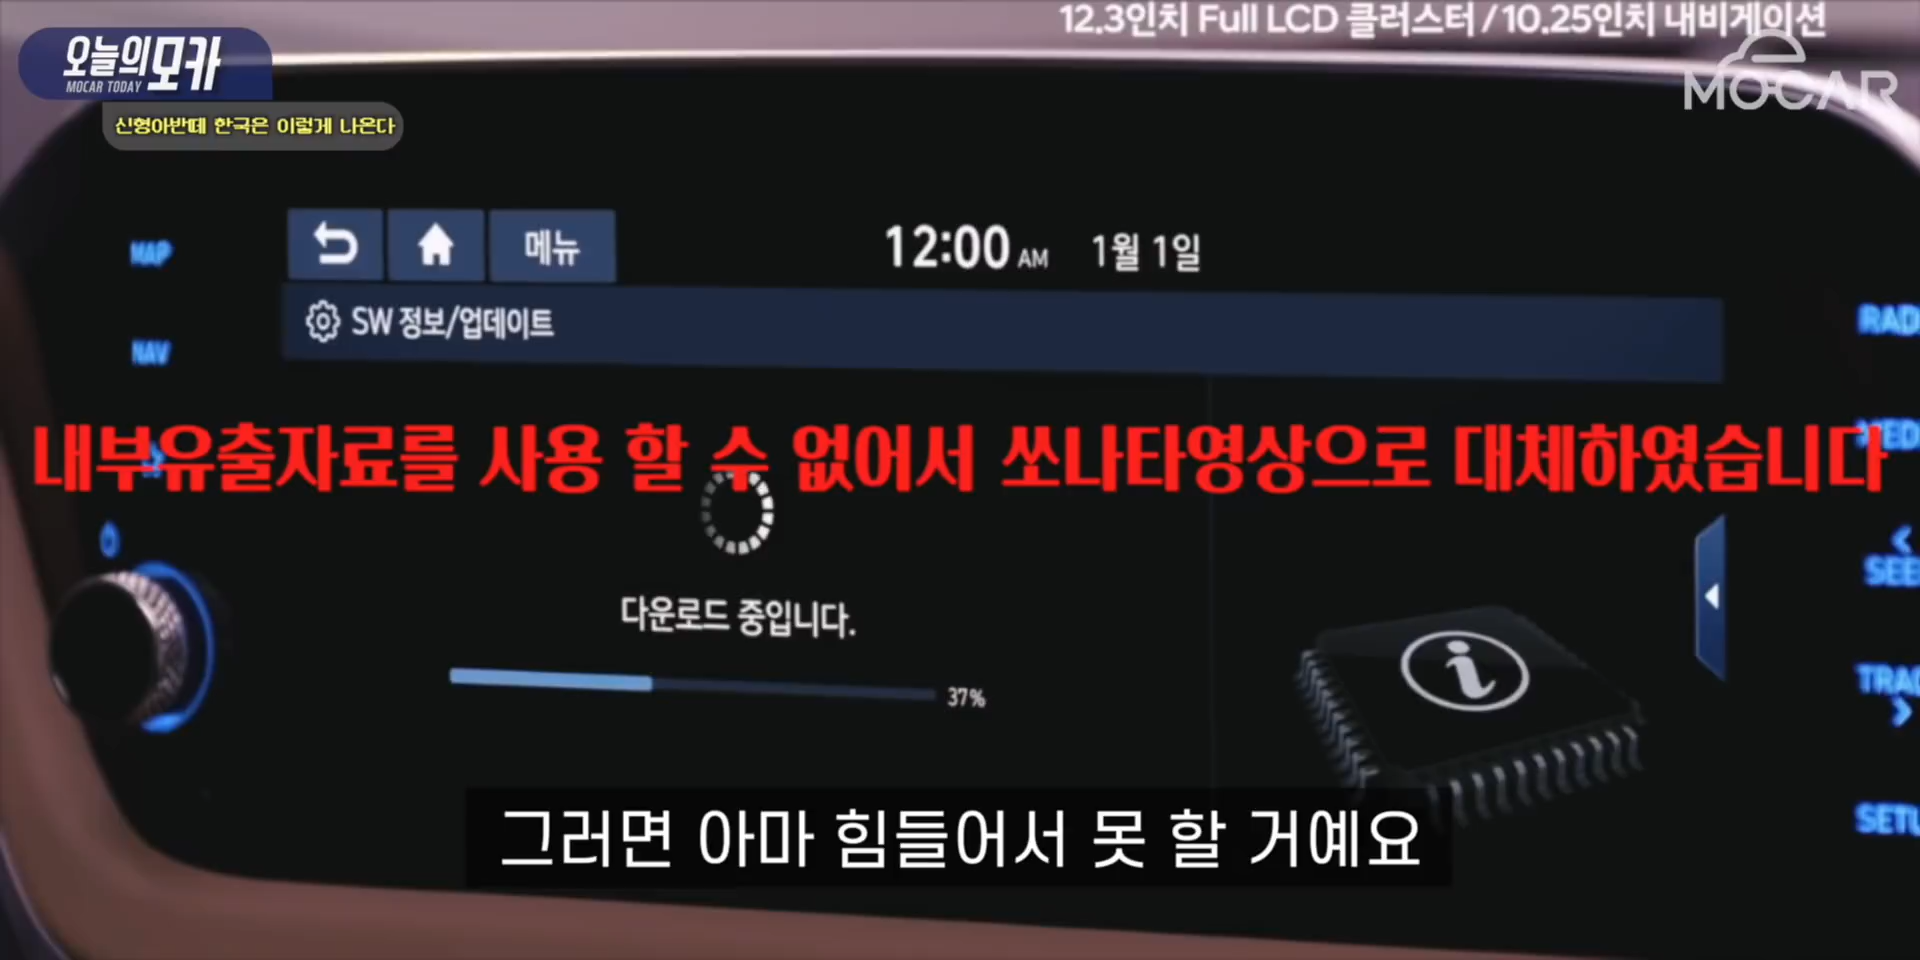 12.3인치 Full LCD 클러스터 / 10.25인치 내비게이션
오늘의모카
MOCAR TODAY
MOCAR
신형아반떼 한국은 이렇게 나온다
MAP
메뉴
12:00 AM 1월 1일
SW 정보/업데이트
NAV
내부유출자료를 사용 할 수 없어서 쏘나타영상으로 대체하였습니다
다운로드 중입니다.
37%
i
SEE
그러면 아마 힘들어서 못 할 거예요